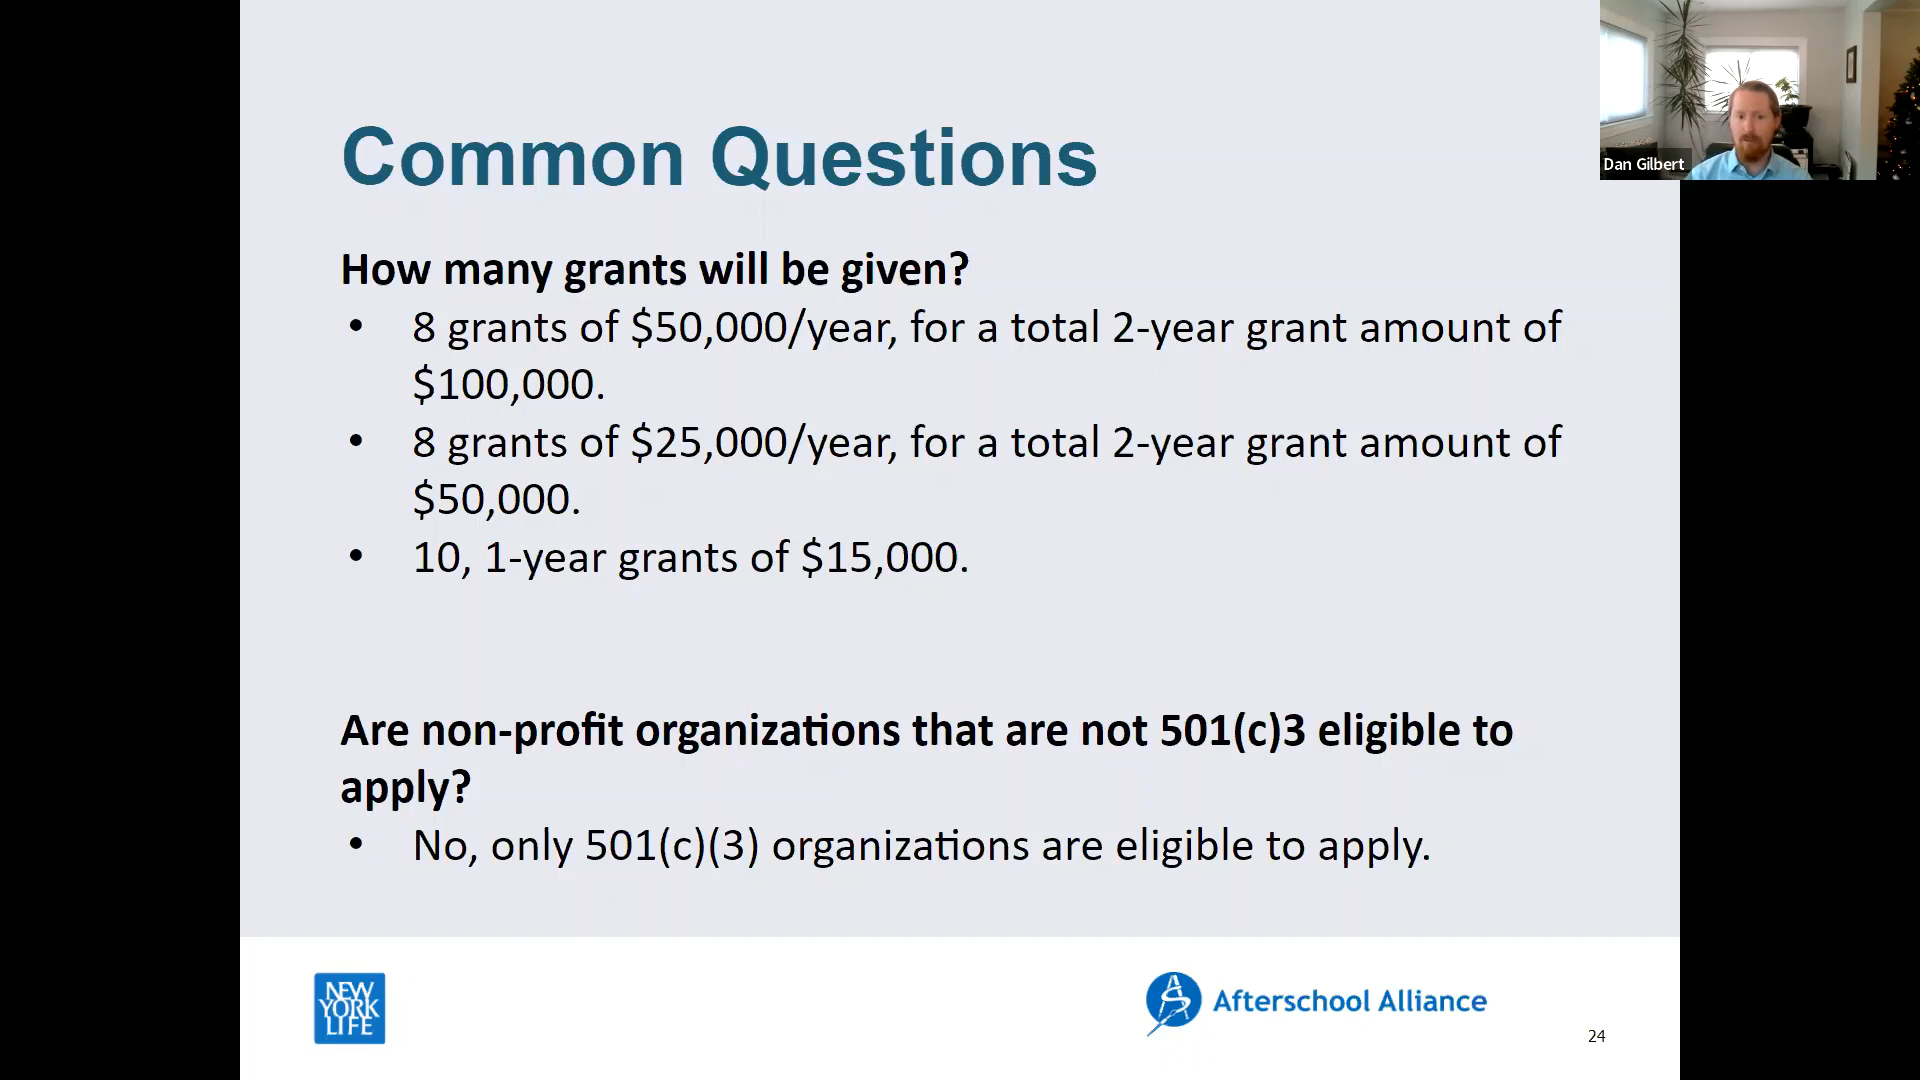 Common Questions
Dan Gilbert
How many grants will be given?
• 8 grants of $50,000/year, for a total 2-year grant amount of
$100,000.
• 8 grants of $25,000/year, for a total 2-year grant amount of
$50,000.
• 10, 1-year grants of $15,000.
Are non-profit organizations that are not 501(c)3 eligible to
apply?
• No, only 501(c)(3) organizations are eligible to apply.
NEW
YORK
LIFE
Afterschool Alliance
24